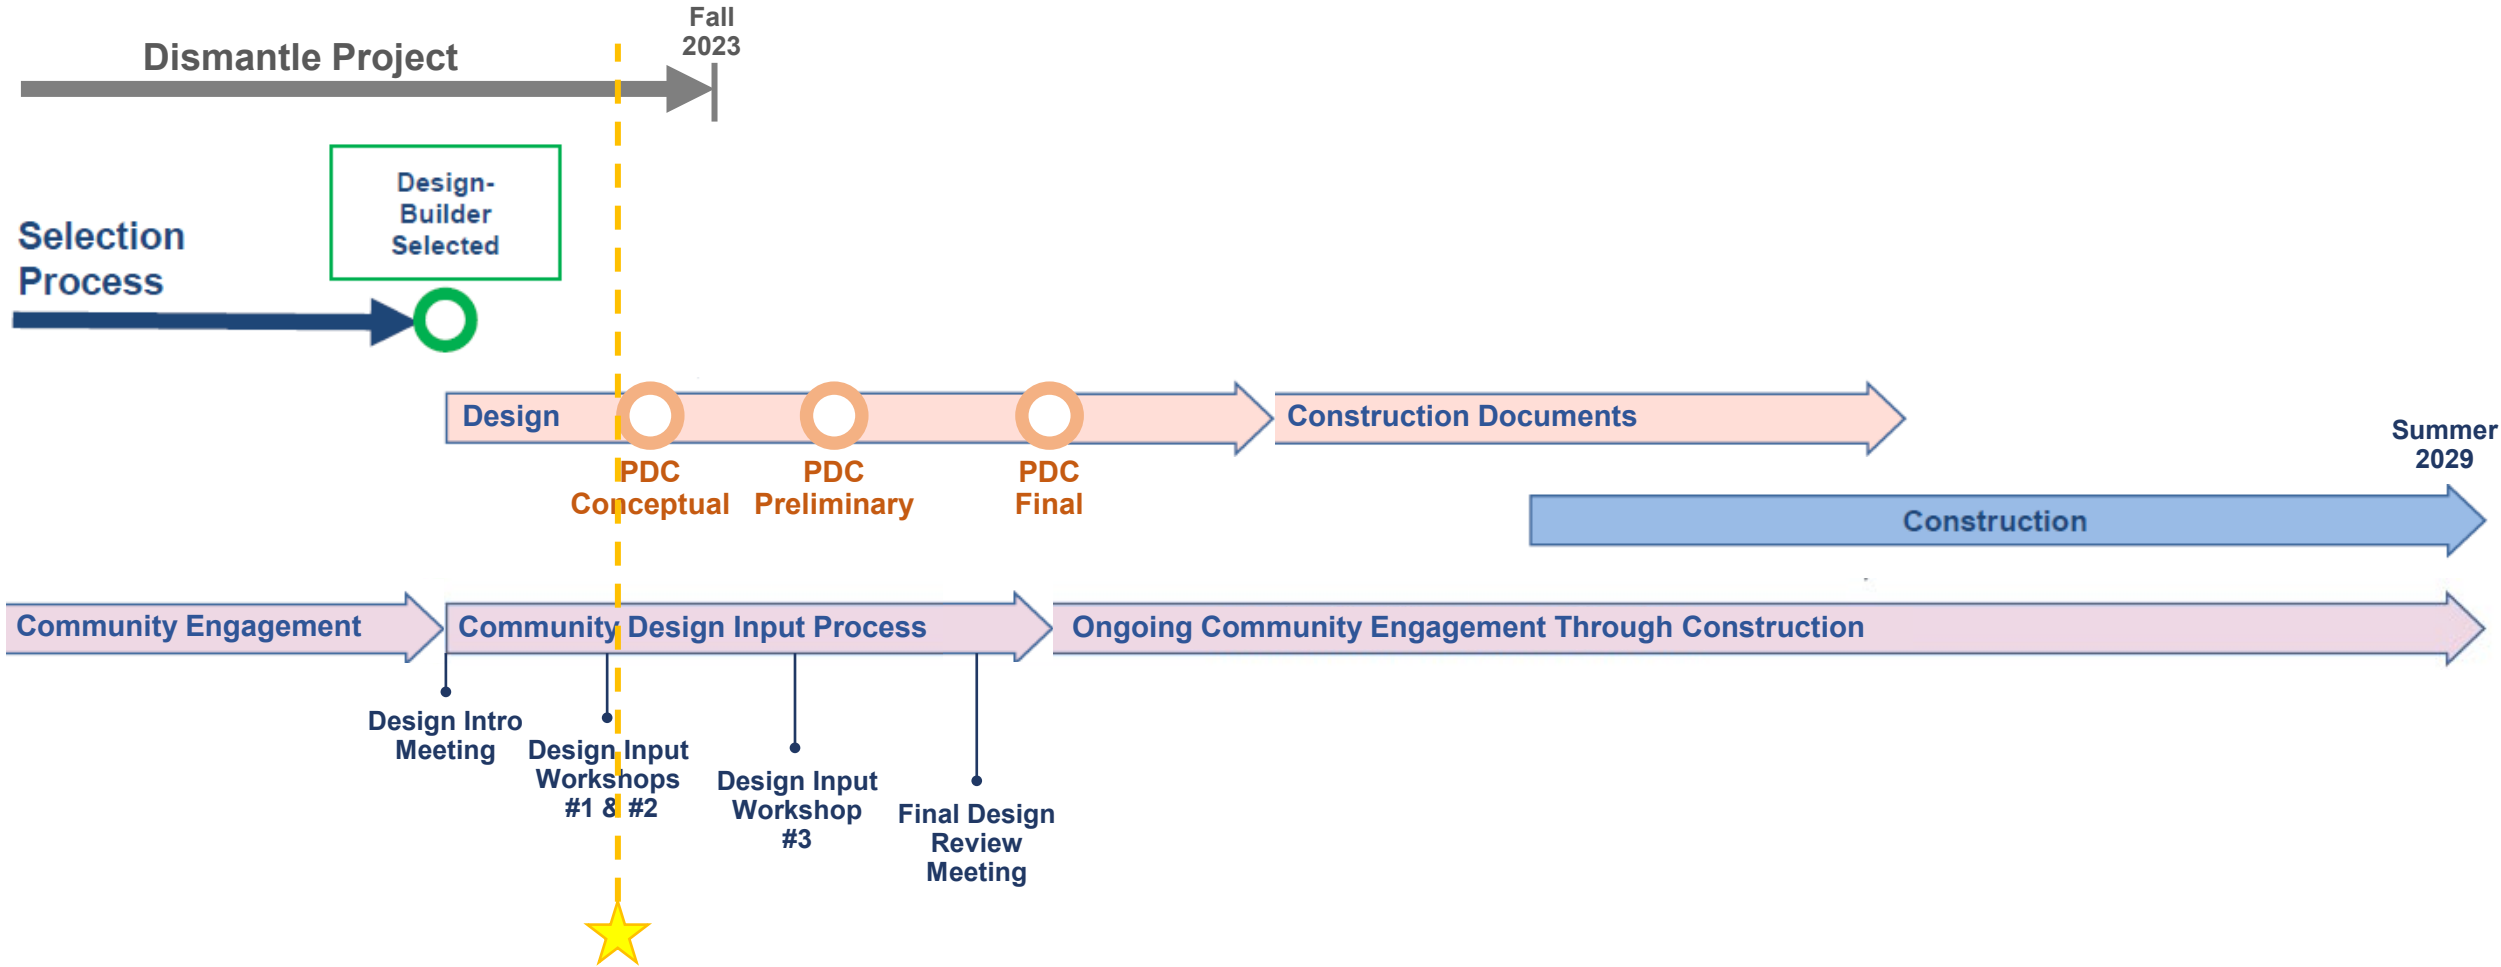 Fall
2023
Dismantle Project
Design-
Builder
Selected
Selection
Process
Design
Construction Documents
PDC
Conceptual
PDC
Preliminary
PDC
Final
Summer
2029
Construction
Community Engagement
Community Design Input Process
Ongoing Community Engagement Through Construction
Design Intro
Meeting
Design Input
Workshops
#1 & #2
Design Input
Workshop
#3
Final Design
Review
Meeting